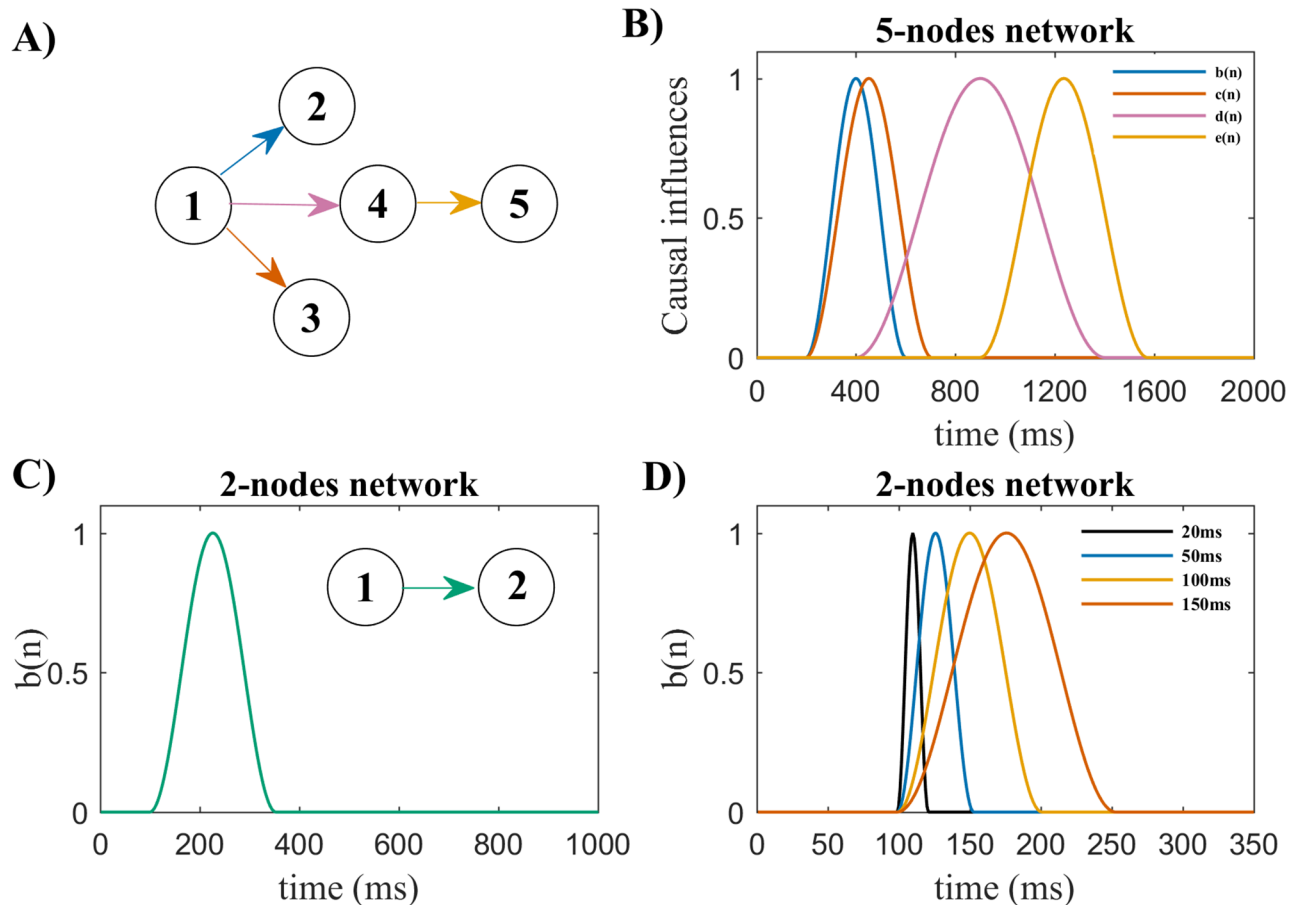 A)
2
1
4
5
3
B)
5-nodes network
Causal influences
1
0.5
0
b(n)
c(n)
d(n)
e(n)
0 400 800 1200 1600 2000
time (ms)
C)
2-nodes network
b(n)
1
0.5
0
1
2
0 200 400 600 800 1000
time (ms)
D)
2-nodes network
b(n)
1
0.5
0
20ms
50ms
100ms
150ms
0 50 100 150 200 250 300 350
time (ms)